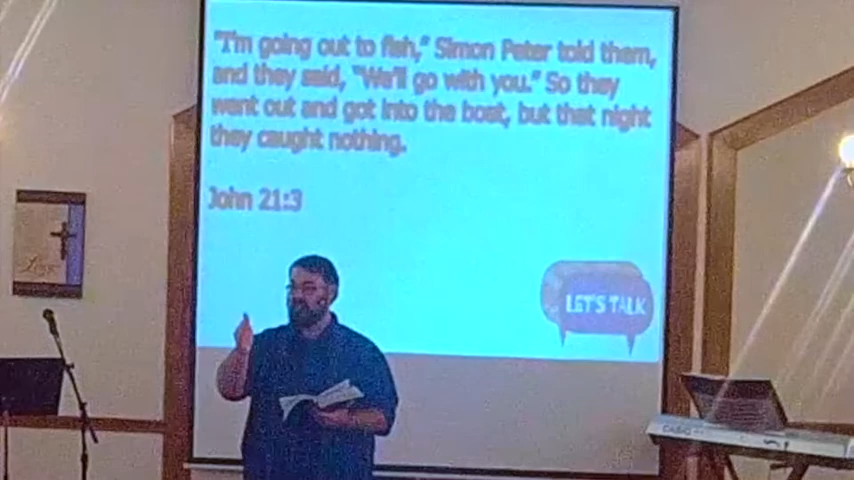 "I'm going out to fish," Simon Peter told them,
and they said, "We'll go with you." So they
went out and got into the boat, but that night
they caught nothing.
John 21:3
LET'S TALK
Love
CASIO